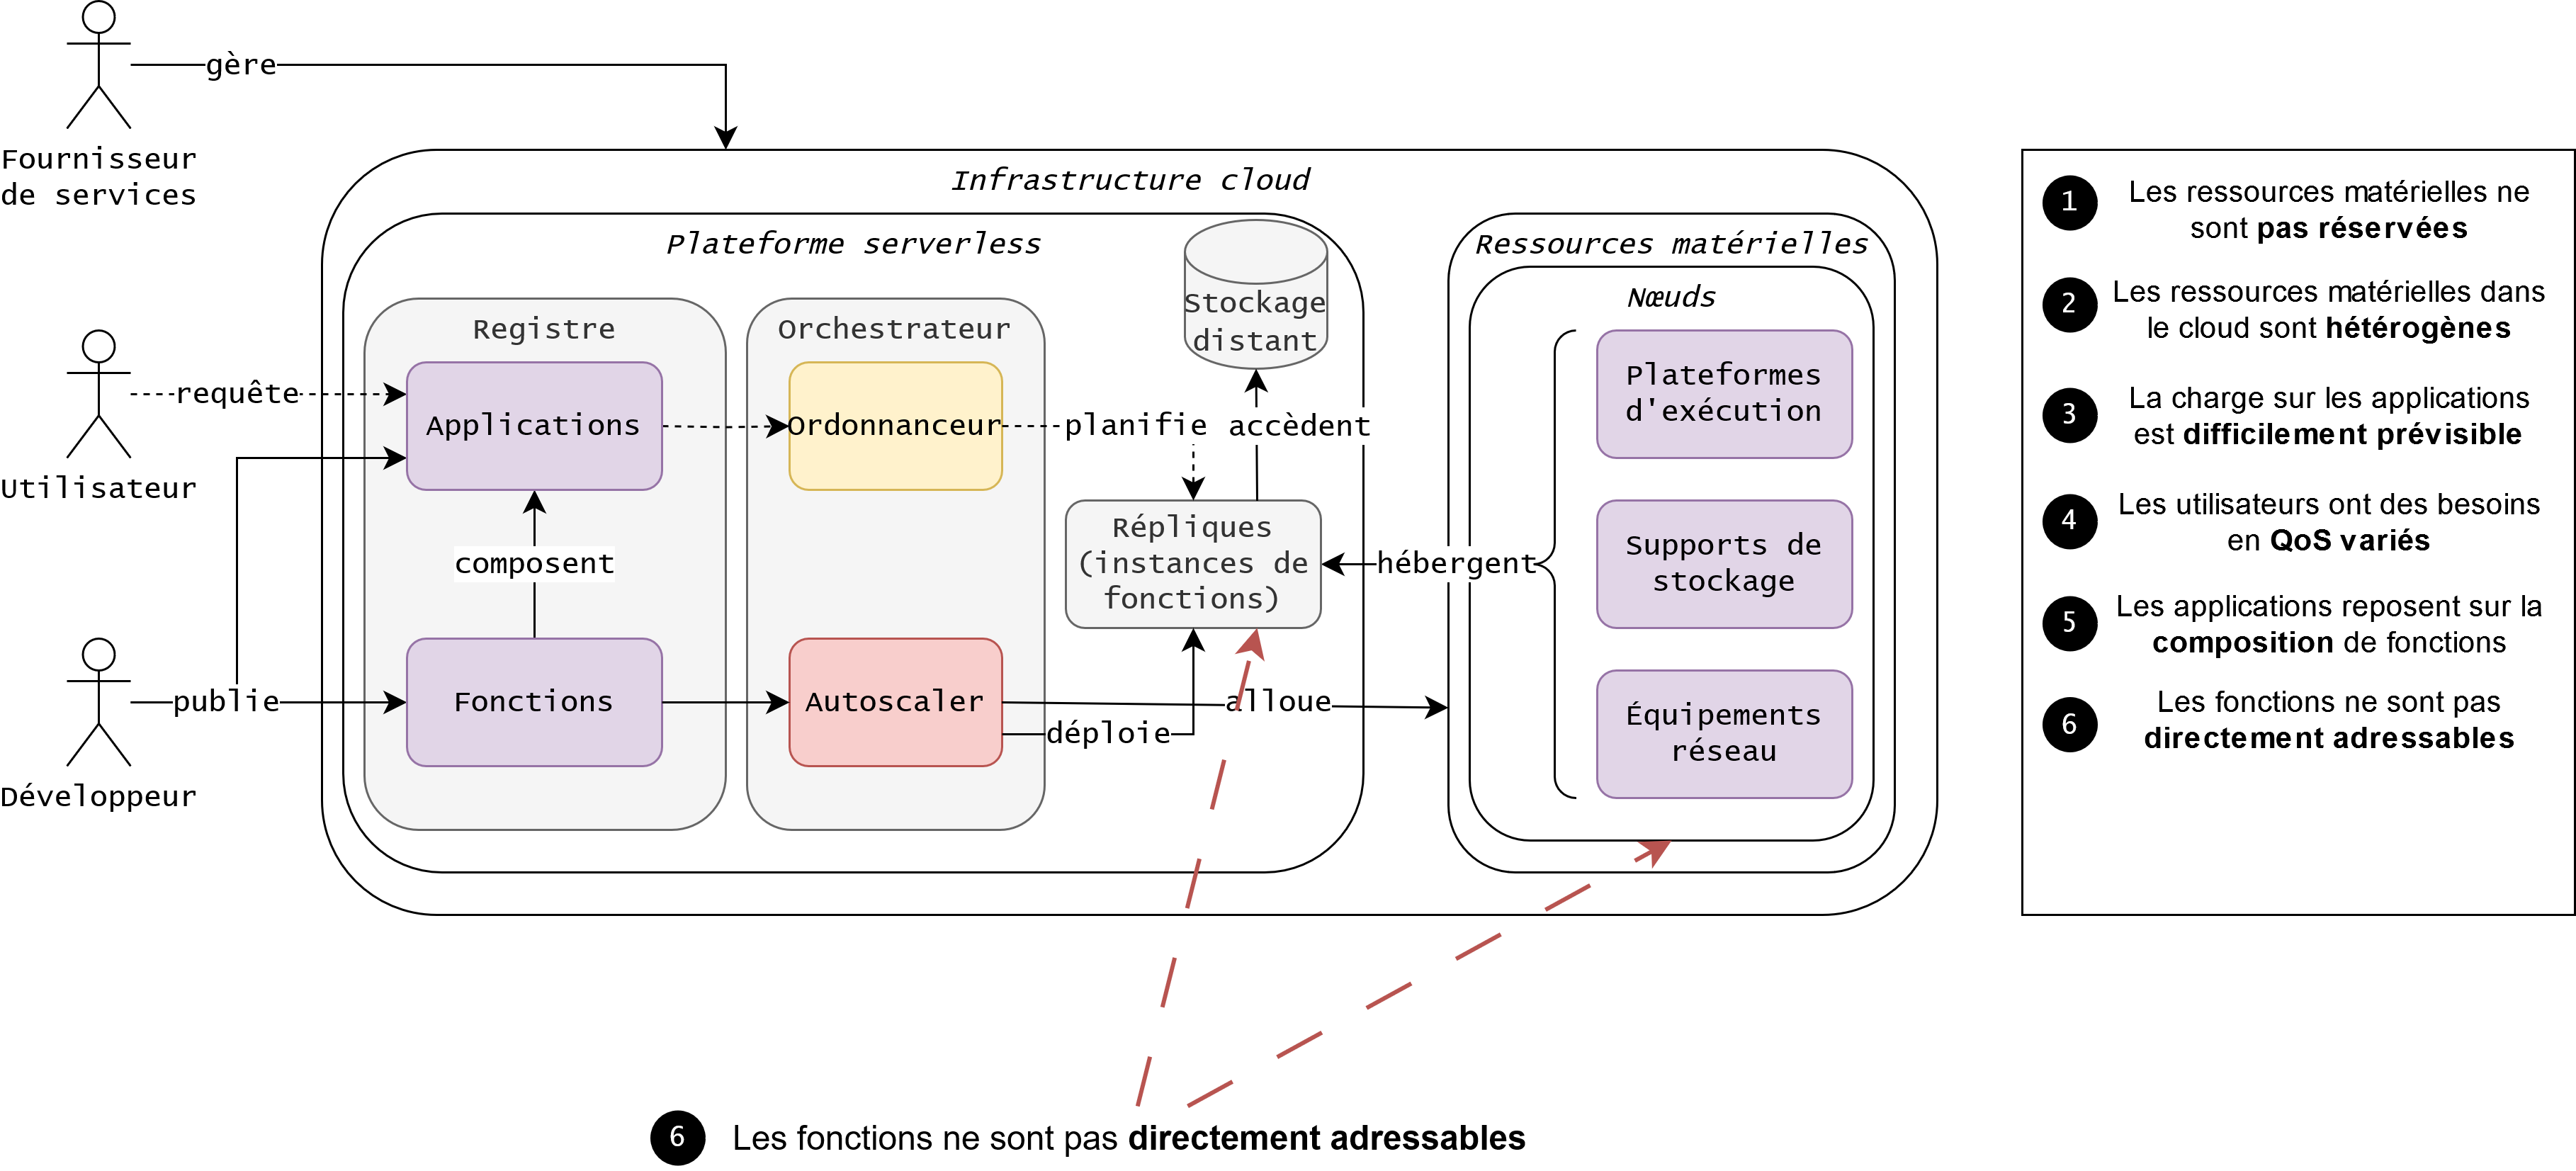 gère
Fournisseur
de services
Infrastructure cloud
Plateforme serverless
Ressources matérielles
Registre
Orchestrateur
Stockage
distant
Nœuds
requête
Utilisateur
Applications
Ordonnanceur
planifie
accèdent
Plateformes
d'exécution
composent
Répliques
(instances de
fonctions)
hébergent
Supports de
stockage
publie
Développeur
Fonctions
Autoscaler
alloue
déploie
Équipements
réseau
1
Les ressources matérielles ne
sont pas réservées
2
Les ressources matérielles dans
le cloud sont hétérogènes
3
La charge sur les applications
est difficilement prévisible
4
Les utilisateurs ont des besoins
en QoS variés
5
Les applications reposent sur la
composition de fonctions
6
Les fonctions ne sont pas
directement adressables
6 Les fonctions ne sont pas directement adressables